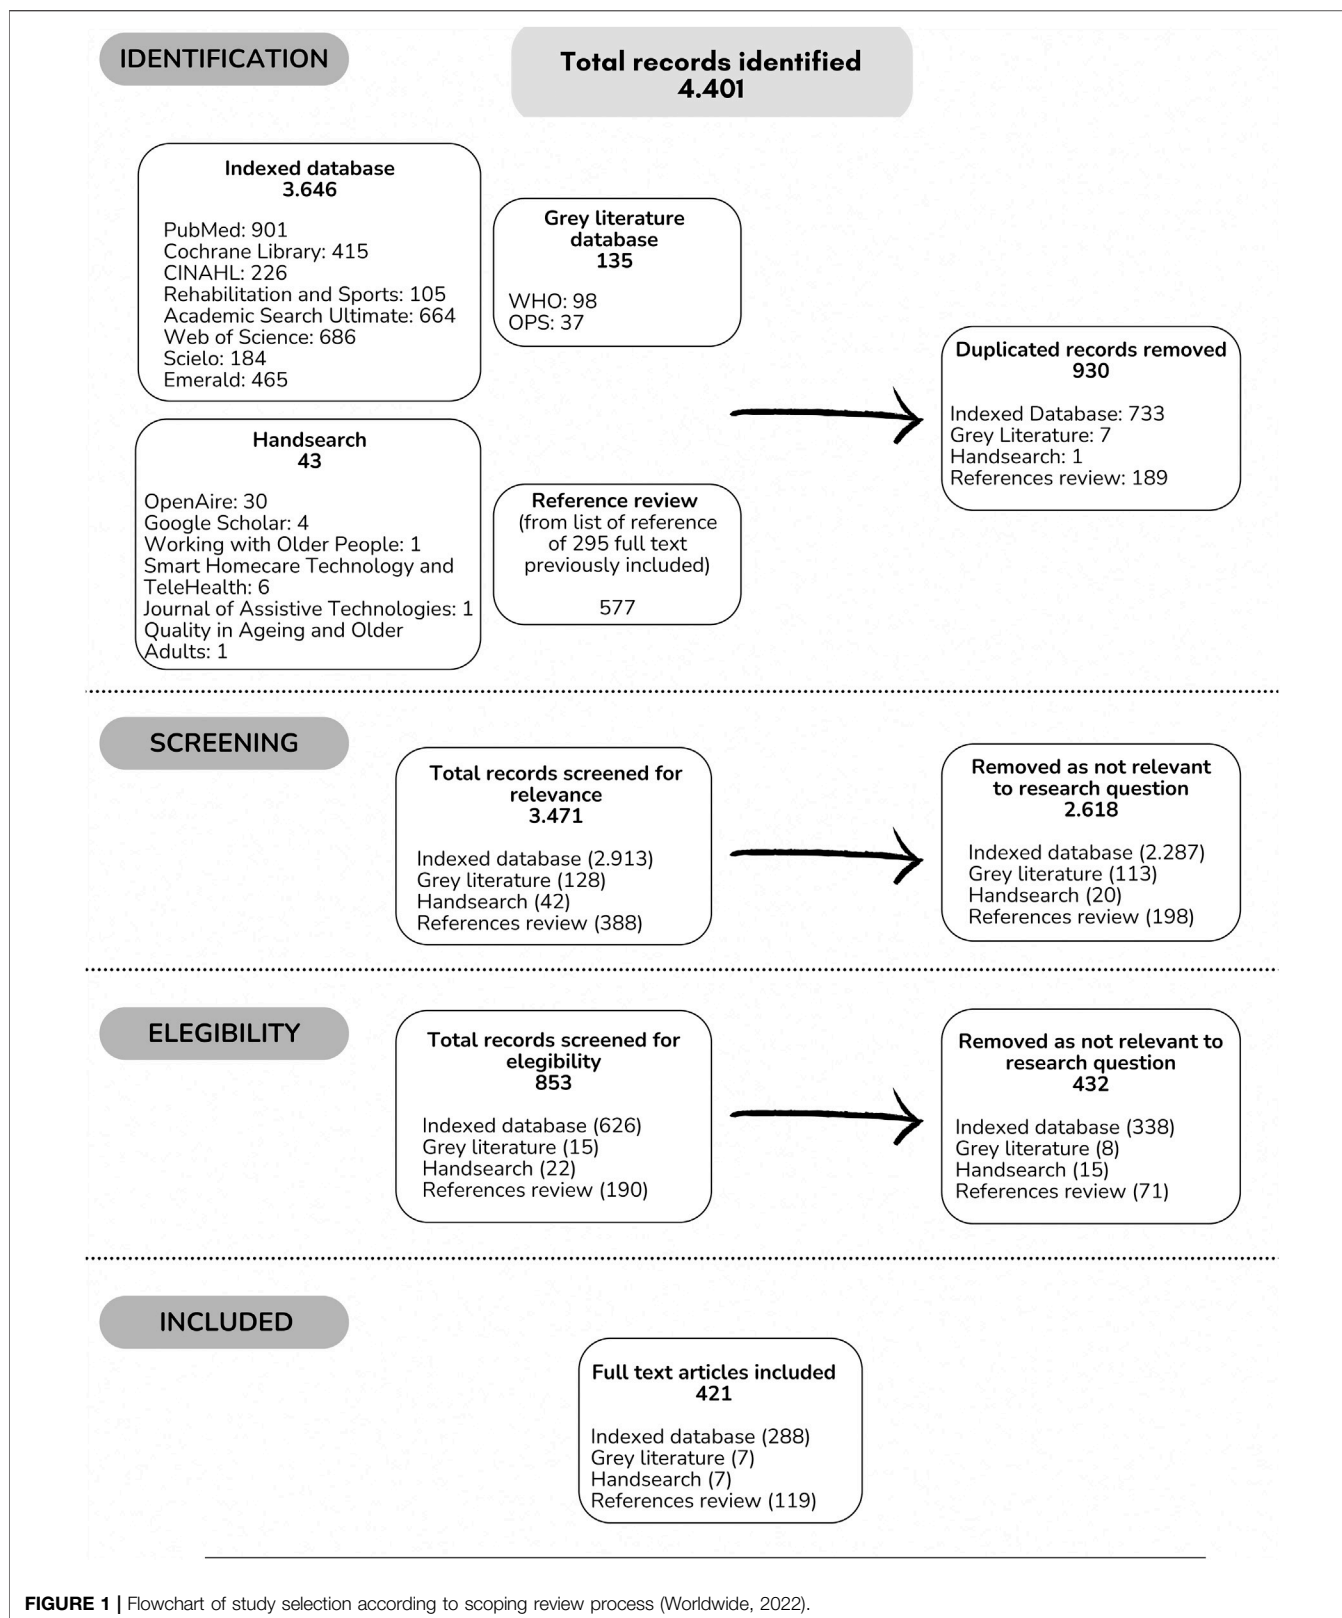 IDENTIFICATION
Total records identified
4.401
Indexed database
3.646
PubMed: 901
Cochrane Library: 415
CINAHL: 226
Rehabilitation and Sports: 105
Academic Search Ultimate: 664
Web of Science: 686
Scielo: 184
Emerald: 465
Grey literature
database
135
WHO: 98
OPS: 37
Handsearch
43
OpenAire: 30
Google Scholar: 4
Working with Older People: 1
Smart Homecare Technology and
TeleHealth: 6
Journal of Assistive Technologies: 1
Quality in Ageing and Older
Adults: 1
Reference review
(from list of reference
of 295 full text
previously included)
577
Duplicated records removed
930
Indexed Database: 733
Grey Literature: 7
Handsearch: 1
References review: 189
SCREENING
Total records screened for
relevance
3.471
Indexed database (2.913)
Grey literature (128)
Handsearch (42)
References review (388)
Removed as not relevant
to research question
2.618
Indexed database (2.287)
Grey literature (113)
Handsearch (20)
References review (198)
ELEGIBILITY
Total records screened for
elegibility
853
Indexed database (626)
Grey literature (15)
Handsearch (22)
References review (190)
Removed as not relevant to
research question
432
Indexed database (338)
Grey literature (8)
Handsearch (15)
References review (71)
INCLUDED
Full text articles included
421
Indexed database (288)
Grey literature (7)
Handsearch (7)
References review (119)
FIGURE 1 | Flowchart of study selection according to scoping review process (Worldwide, 2022).